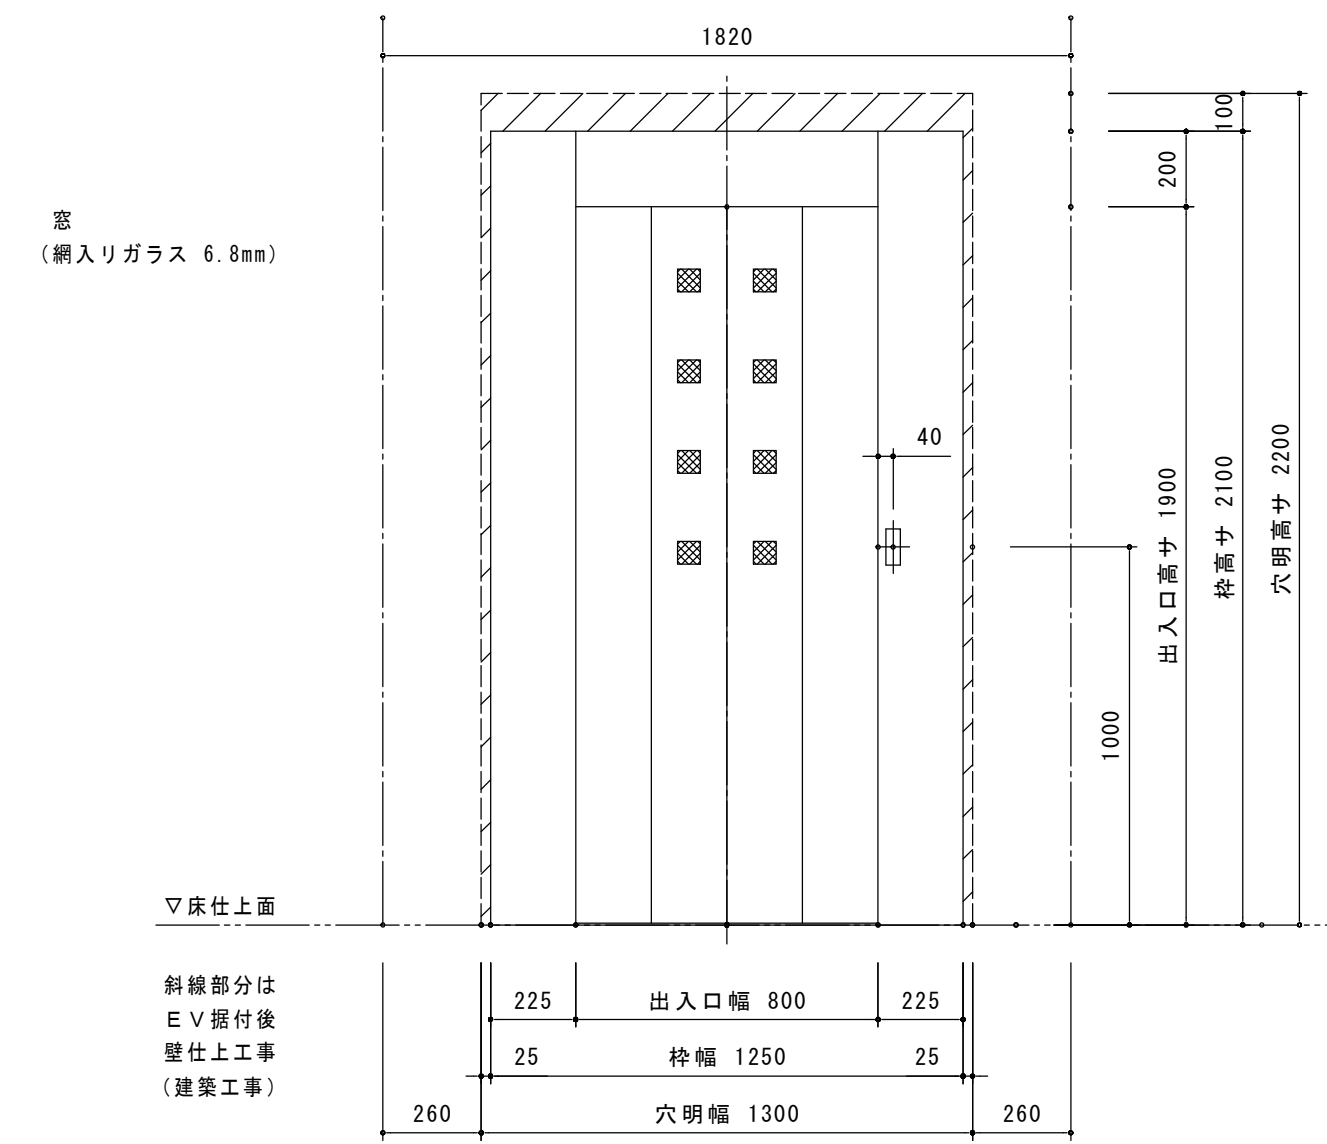 1820
100
200
窓
（網入リガラス 6.8mm）
40
出入口高サ 1900
枠高サ 2100
穴明高サ 2200
1000
▽床仕上面
斜線部分は
ＥＶ据付後
壁仕上工事
（建築工事）
225
出入口幅 800
225
25
枠幅 1250
25
260
穴明幅 1300
260